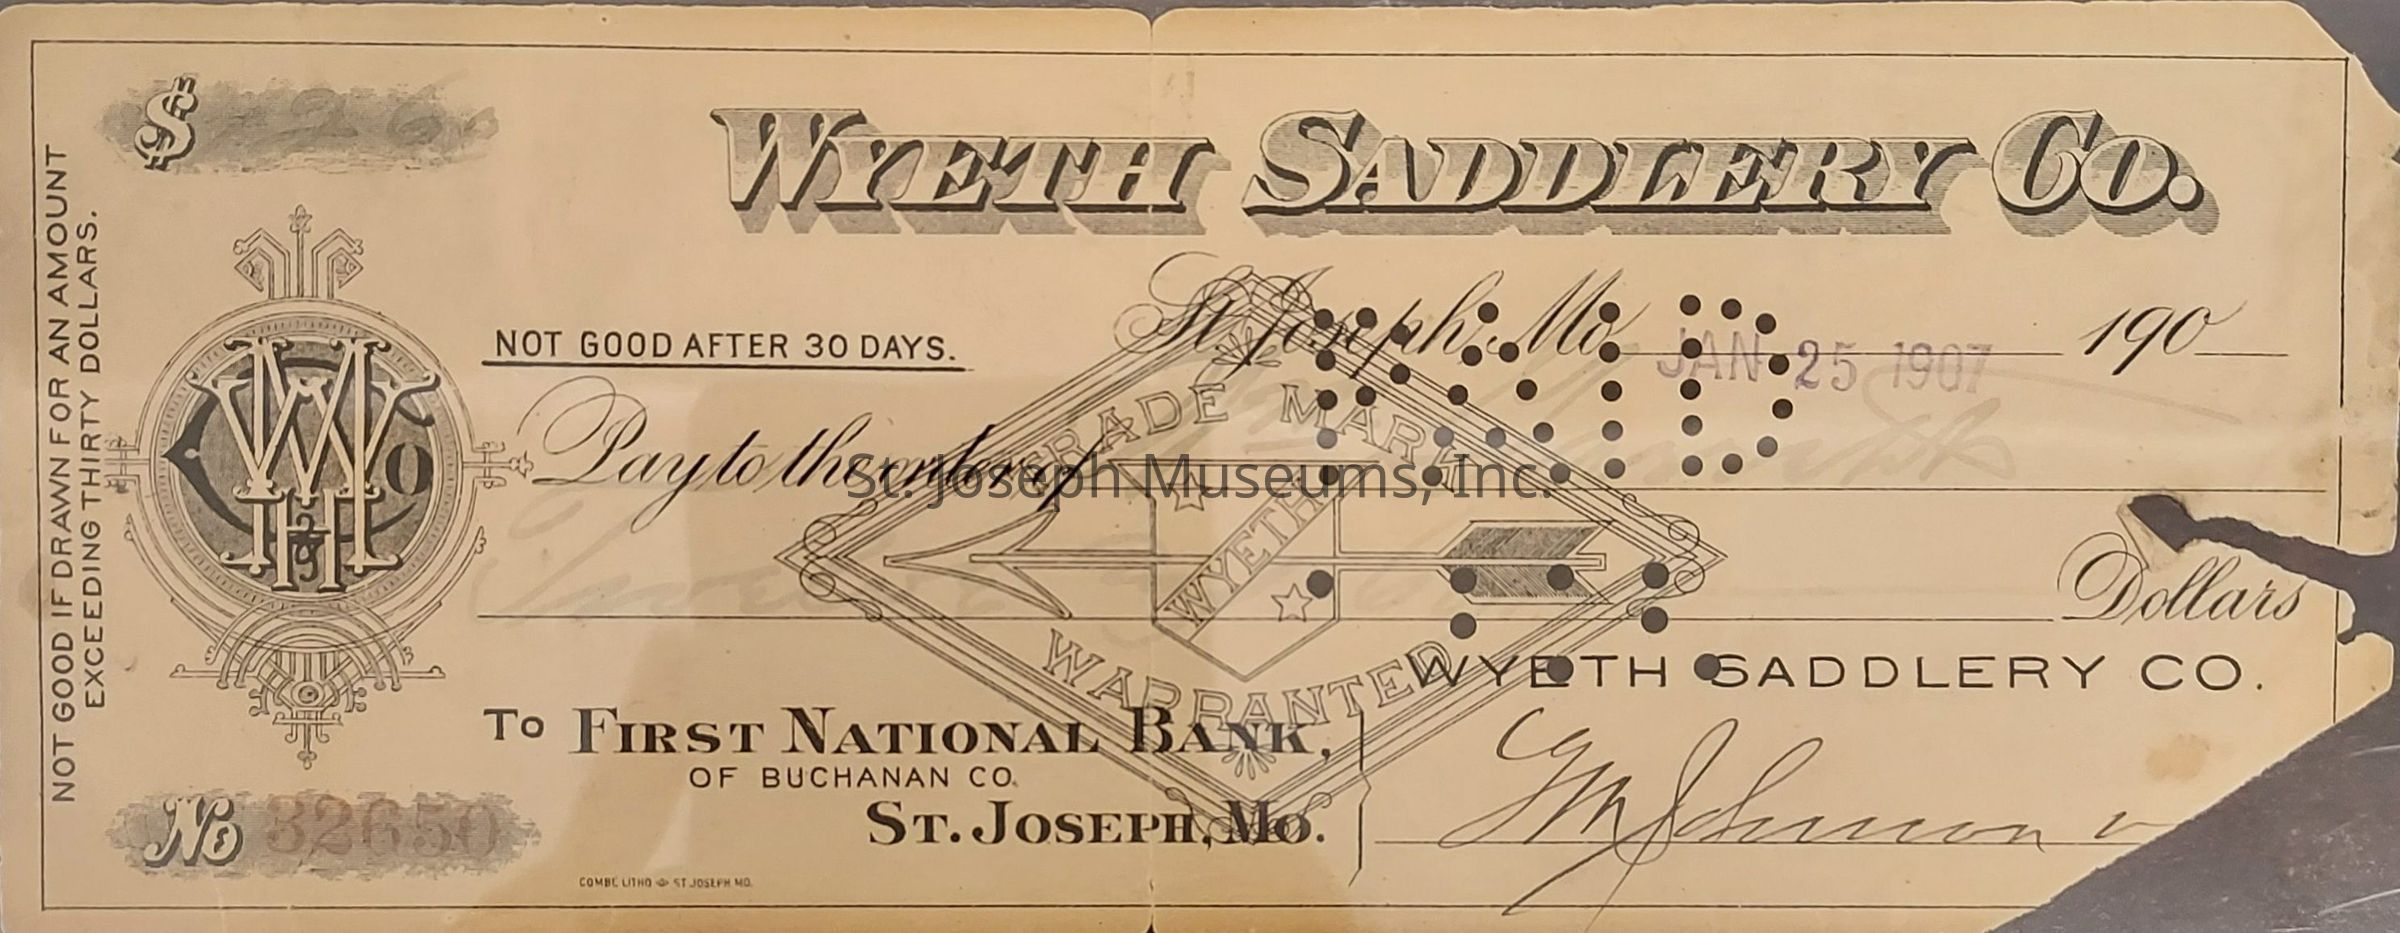 $
WYETH SADDLERY CO.
NOT GOOD IF DRAWN FOR AN AMOUNT
EXCEEDING THIRTY DOLLARS.
St. Joseph, Mo. JAN 25 1907 190
NOT GOOD AFTER 30 DAYS.
PAID
TRADE MARK
WHW Co
Pay to the order of
St. Joseph Museums, Inc.
WYETH
Dollars
WARRANTED
WYETH SADDLERY CO.
To FIRST NATIONAL BANK,
OF BUCHANAN CO.
ST. JOSEPH, MO.
No 32650
COMBE LITHO ST JOSEPH MO.